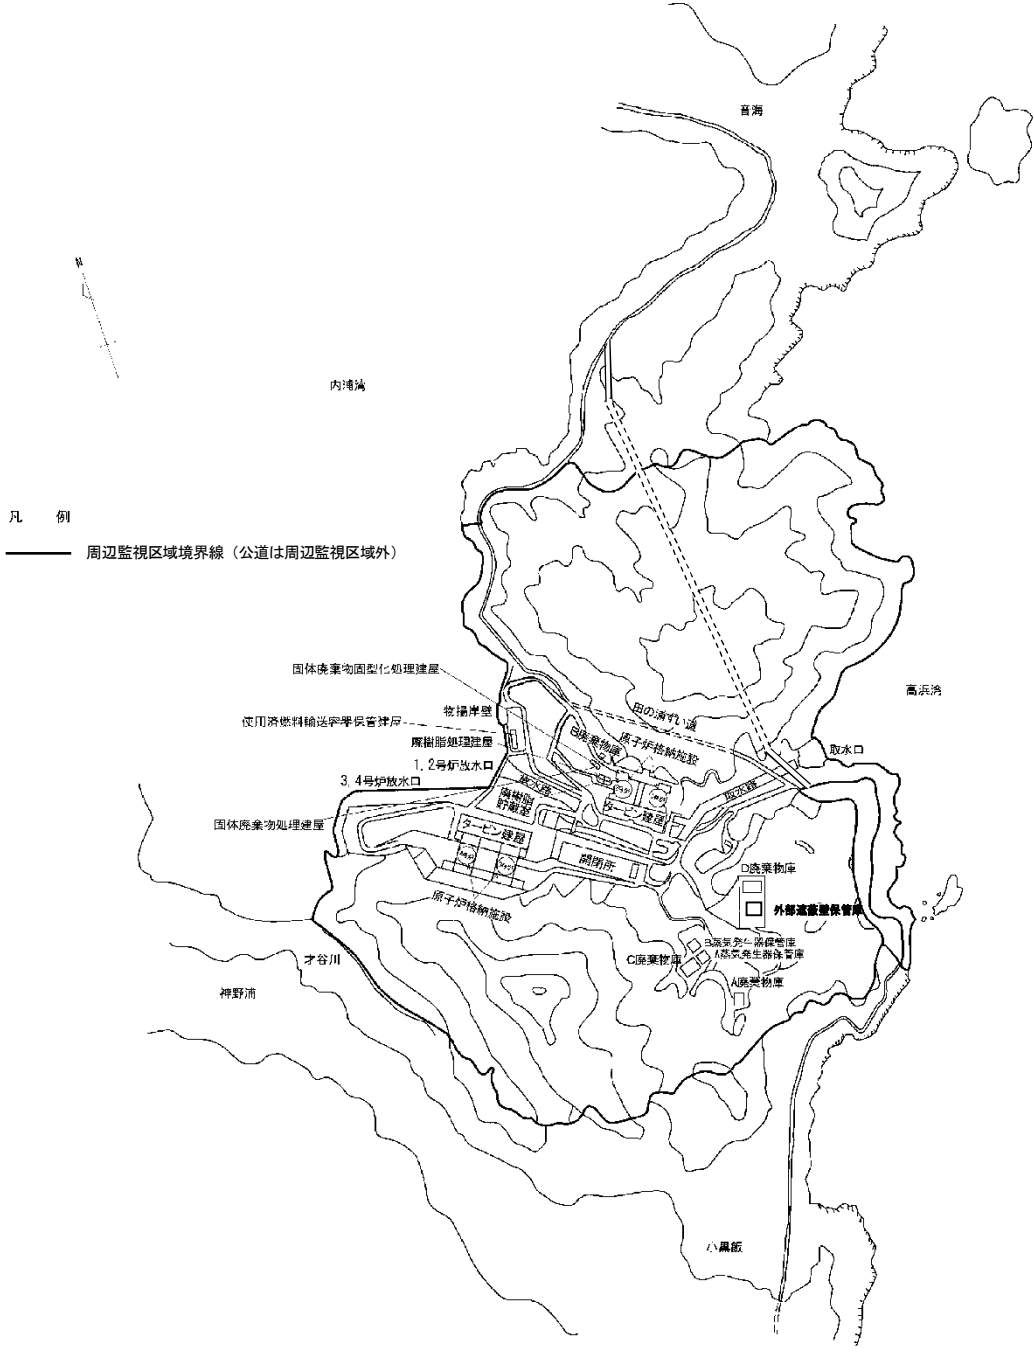 音海
N
内浦湾
凡　例
周辺監視区域境界線（公道は周辺監視区域外）
固体廃棄物固型化処理建屋
高浜湾
物揚岸壁
田の浦ずい道
使用済燃料輸送容器保管建屋
B廃棄物庫
原子炉格納施設
廃樹脂処理建屋
取水口
1,2号炉放水口
3,4号炉放水口
放水路
取水路
廃樹脂
貯蔵室
タービン建屋
固体廃棄物処理建屋
タービン建屋
開閉所
D廃棄物庫
原子炉格納施設
外部遮蔽壁保管庫
B蒸気発生器保管庫
A蒸気発生器保管庫
C廃棄物庫
才谷川
A廃棄物庫
神野浦
小黒飯